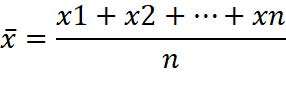 x̄ = (x1 + x2 + ⋯ + xn) / n